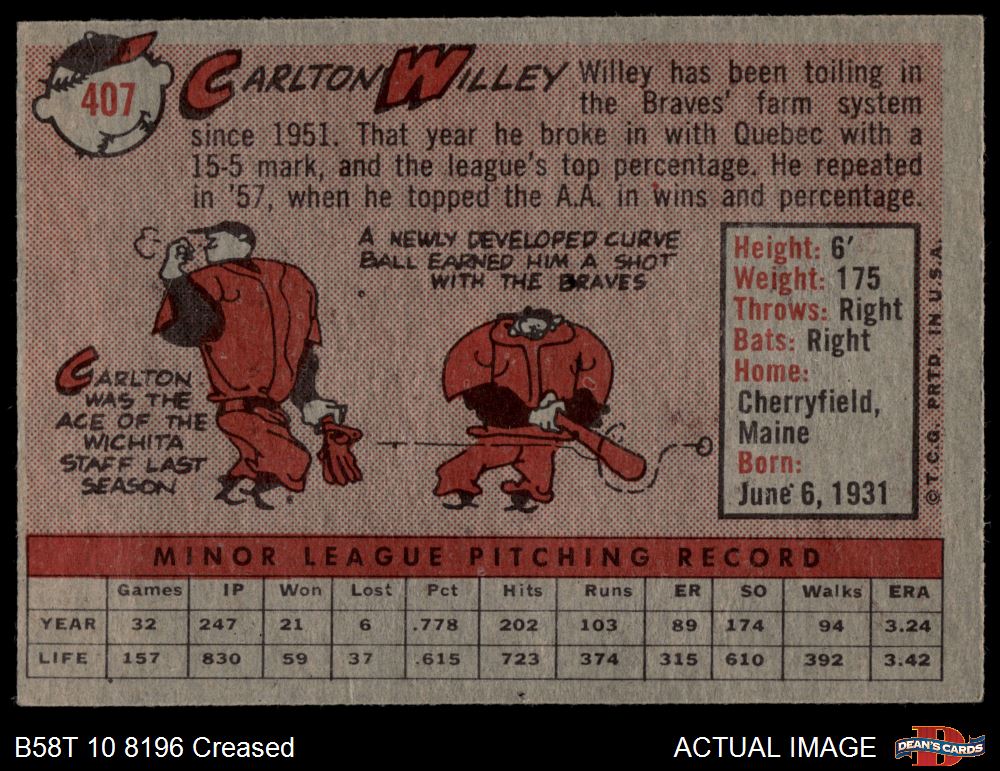 407
CARLTON WILLEY
Willey has been toiling in
the Braves' farm system
since 1951. That year he broke in with Quebec with a
15-5 mark, and the league's top percentage. He repeated
in '57, when he topped the A.A. in wins and percentage.
A NEWLY DEVELOPED CURVE
BALL EARNED HIM A SHOT
WITH THE BRAVES
CARLTON
WAS THE
ACE OF THE
WICHITA
STAFF LAST
SEASON
Height: 6'
Weight: 175
Throws: Right
Bats: Right
Home:
Cherryfield,
Maine
Born:
June 6, 1931
© T.C.G. PRTD. IN U.S.A.
MINOR LEAGUE PITCHING RECORD
Games IP Won Lost Pct Hits Runs ER SO Walks ERA
YEAR 32 247 21 6 .778 202 103 89 174 94 3.24
LIFE 157 830 59 37 .615 723 374 315 610 392 3.42
B58T 10 8196 Creased
ACTUAL IMAGE
DEAN'S CARDS